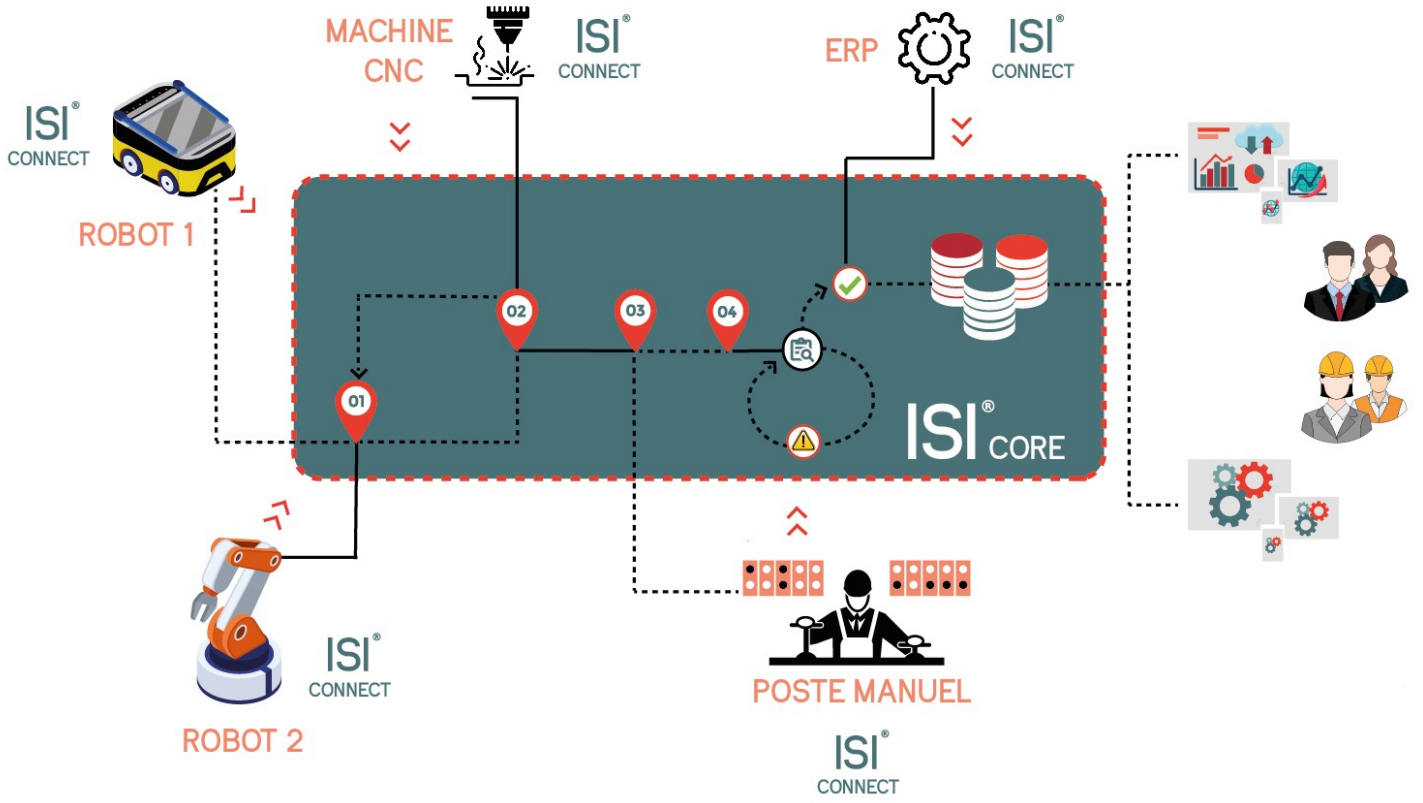 MACHINE
CNC
ISI®
CONNECT
ERP
ISI®
CONNECT
ISI®
CONNECT
ROBOT 1
02
03
04
01
ISI® CORE
ISI®
CONNECT
ROBOT 2
POSTE MANUEL
ISI®
CONNECT